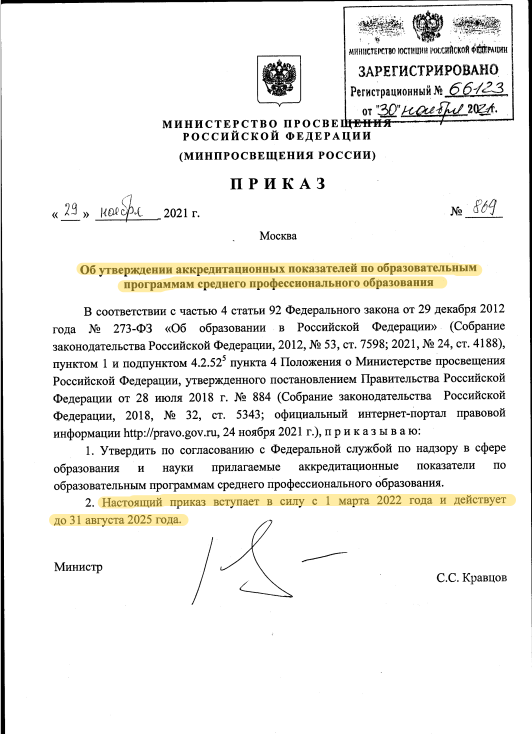 МИНИСТЕРСТВО ЮСТИЦИИ РОССИЙСКОЙ ФЕДЕРАЦИИ
ЗАРЕГИСТРИРОВАНО
Регистрационный № 66123
от "30" ноября 2021.
МИНИСТЕРСТВО ПРОСВЕЩЕНИЯ
РОССИЙСКОЙ ФЕДЕРАЦИИ
(МИНПРОСВЕЩЕНИЯ РОССИИ)
ПРИКАЗ
« 29 » ноября 2021 г.
№ 869
Москва
Об утверждении аккредитационных показателей по образовательным
программам среднего профессионального образования
В соответствии с частью 4 статьи 92 Федерального закона от 29 декабря 2012
года № 273-ФЗ «Об образовании в Российской Федерации» (Собрание
законодательства Российской Федерации, 2012, № 53, ст. 7598; 2021, № 24, ст. 4188),
пунктом 1 и подпунктом 4.2.52⁵ пункта 4 Положения о Министерстве просвещения
Российской Федерации, утвержденного постановлением Правительства Российской
Федерации от 28 июля 2018 г. № 884 (Собрание законодательства Российской
Федерации, 2018, № 32, ст. 5343; официальный интернет-портал правовой
информации http://pravo.gov.ru, 24 ноября 2021 г.), приказываю:
1. Утвердить по согласованию с Федеральной службой по надзору в сфере
образования и науки прилагаемые аккредитационные показатели по
образовательным программам среднего профессионального образования.
2. Настоящий приказ вступает в силу с 1 марта 2022 года и действует
до 31 августа 2025 года.
Министр
С.С. Кравцов